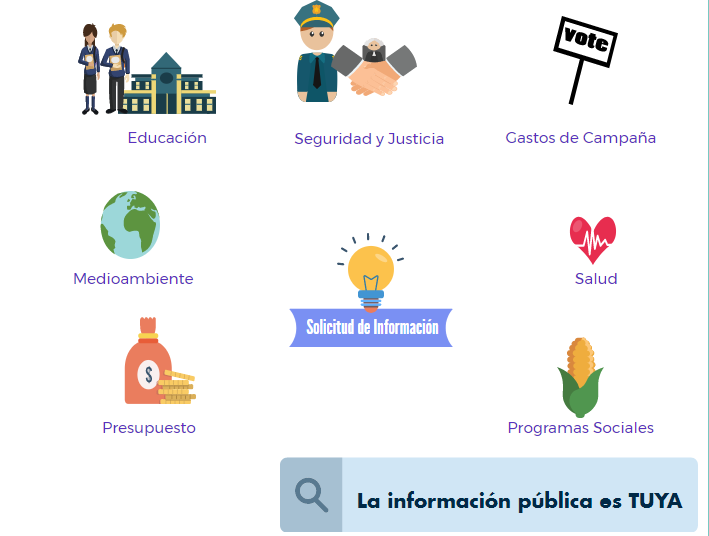 vote
Educación
Seguridad y Justicia
Gastos de Campaña
Medioambiente
Salud
Solicitud de Información
$
Presupuesto
Programas Sociales
La información pública es TUYA